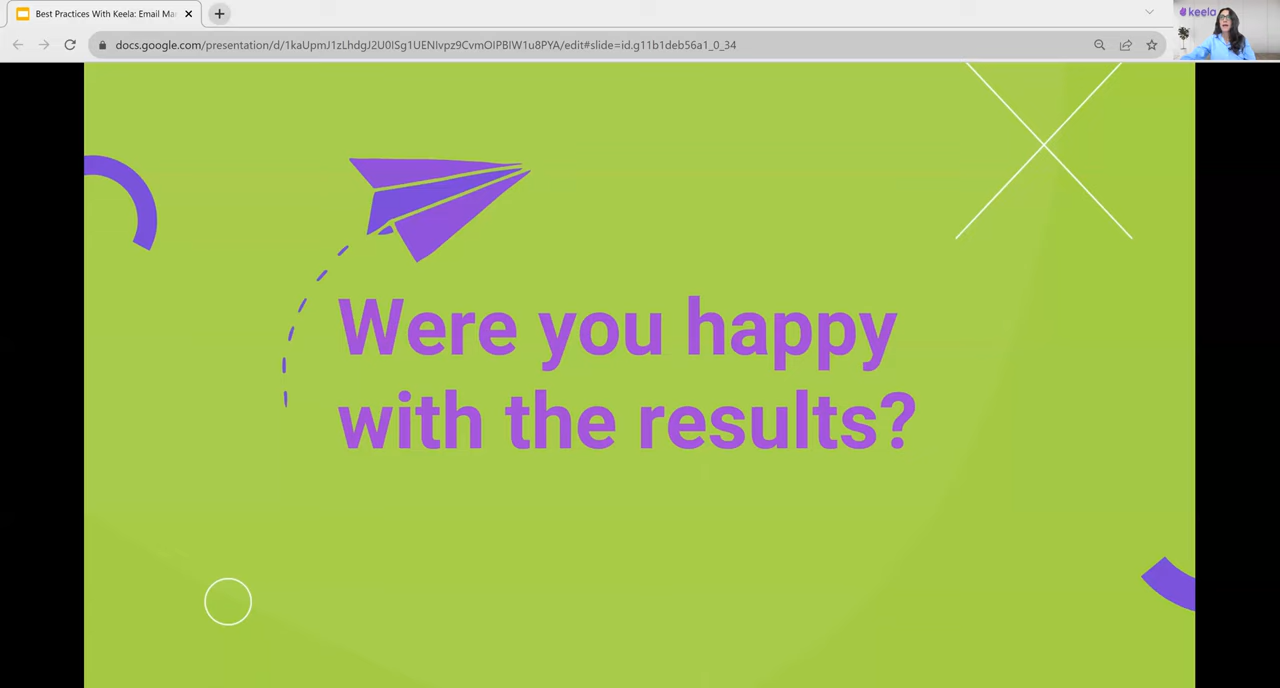 Best Practices With Keela: Email Mar
docs.google.com/presentation/d/1kaUpmJ1zLhdgJ2U0ISg1UENIvpz9CvmOIPBIW1u8PYA/edit#slide=id.g11b1deb56a1_0_34
keela
Were you happy
with the results?